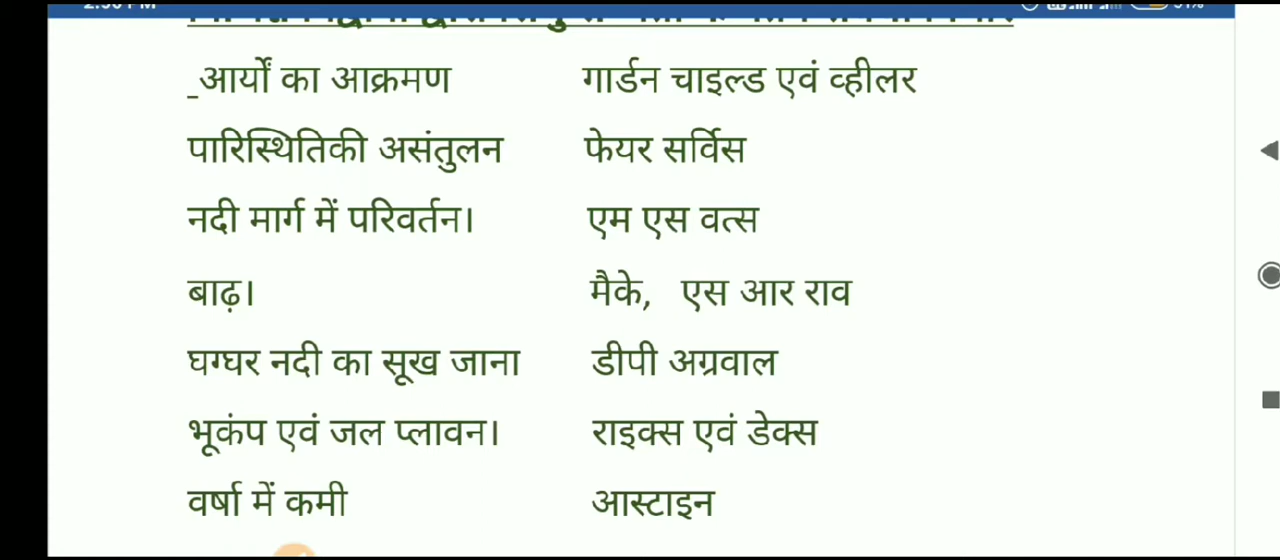 _आर्यों का आक्रमण गार्डन चाइल्ड एवं व्हीलर
पारिस्थितिकी असंतुलन फेयर सर्विस
नदी मार्ग में परिवर्तन। एम एस वत्स
बाढ़। मैके, एस आर राव
घग्घर नदी का सूख जाना डीपी अग्रवाल
भूकंप एवं जल प्लावन। राइक्स एवं डेक्स
वर्षा में कमी आस्टाइन